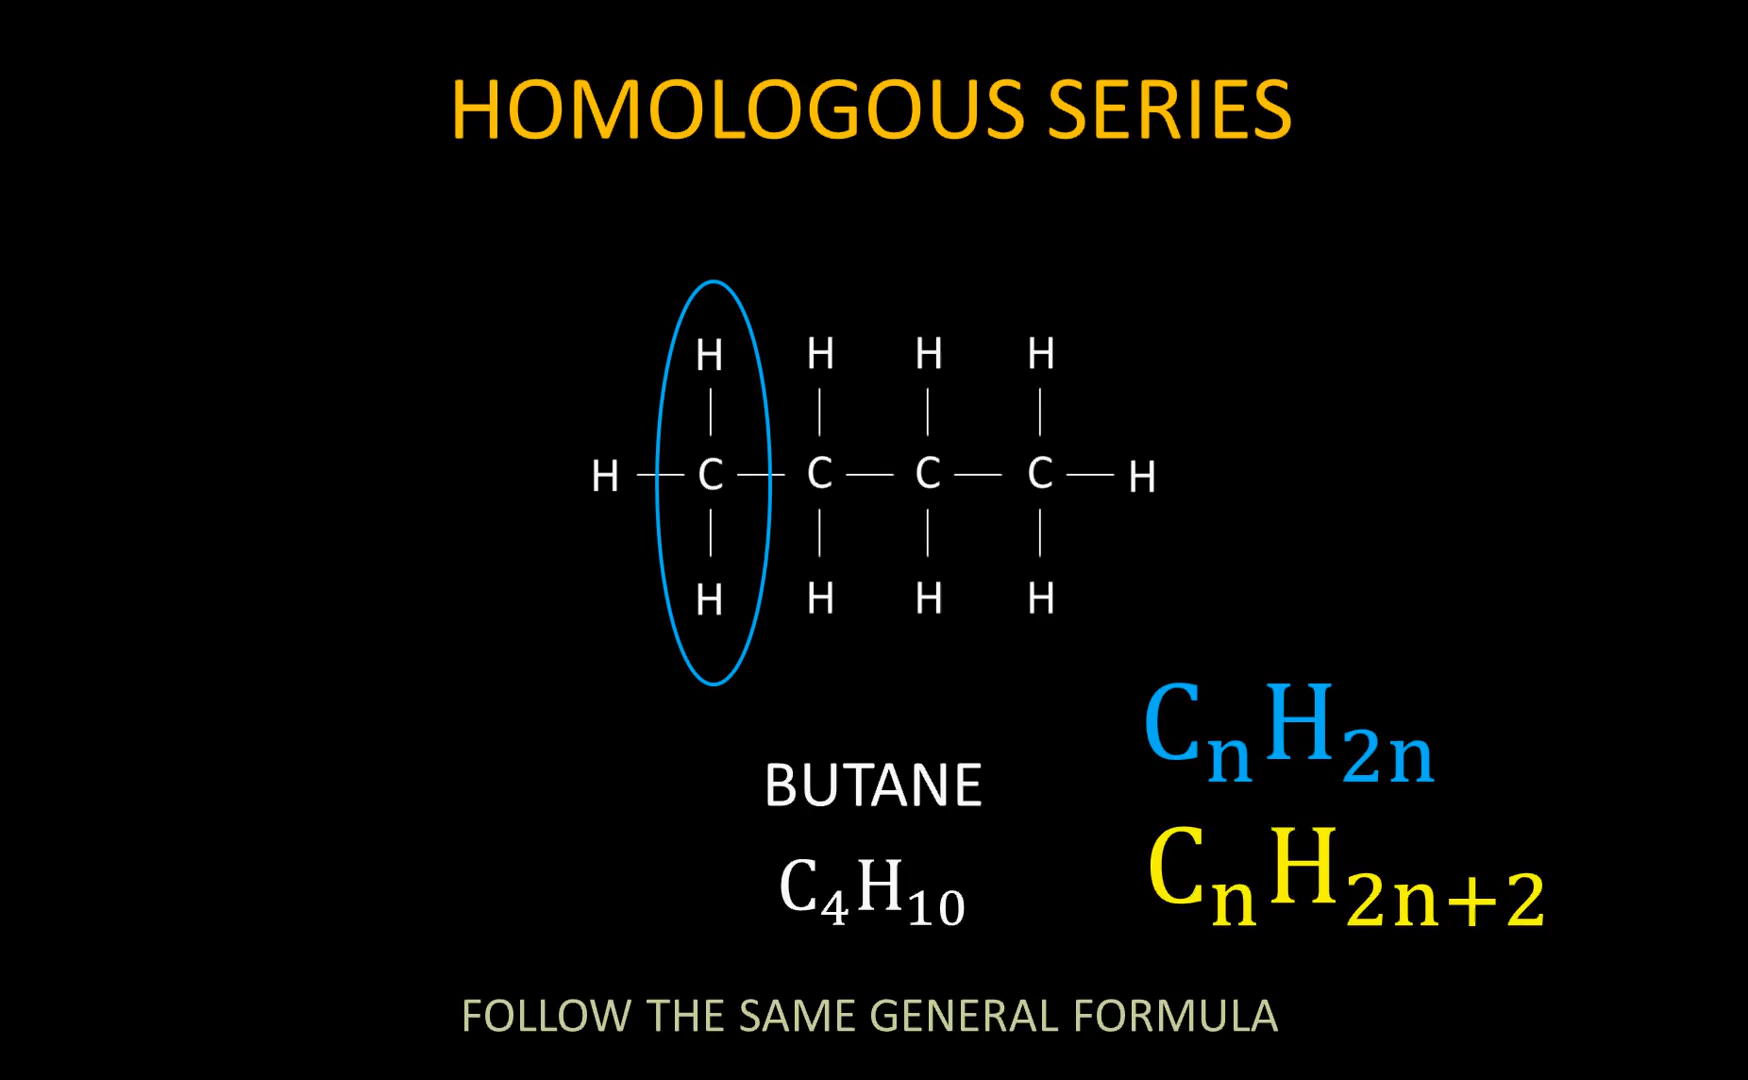 HOMOLOGOUS SERIES
H H H H
H C C C C H
H H H H
CₙH₂ₙ
BUTANE
CₙH₂ₙ₊₂
C₄H₁₀
FOLLOW THE SAME GENERAL FORMULA